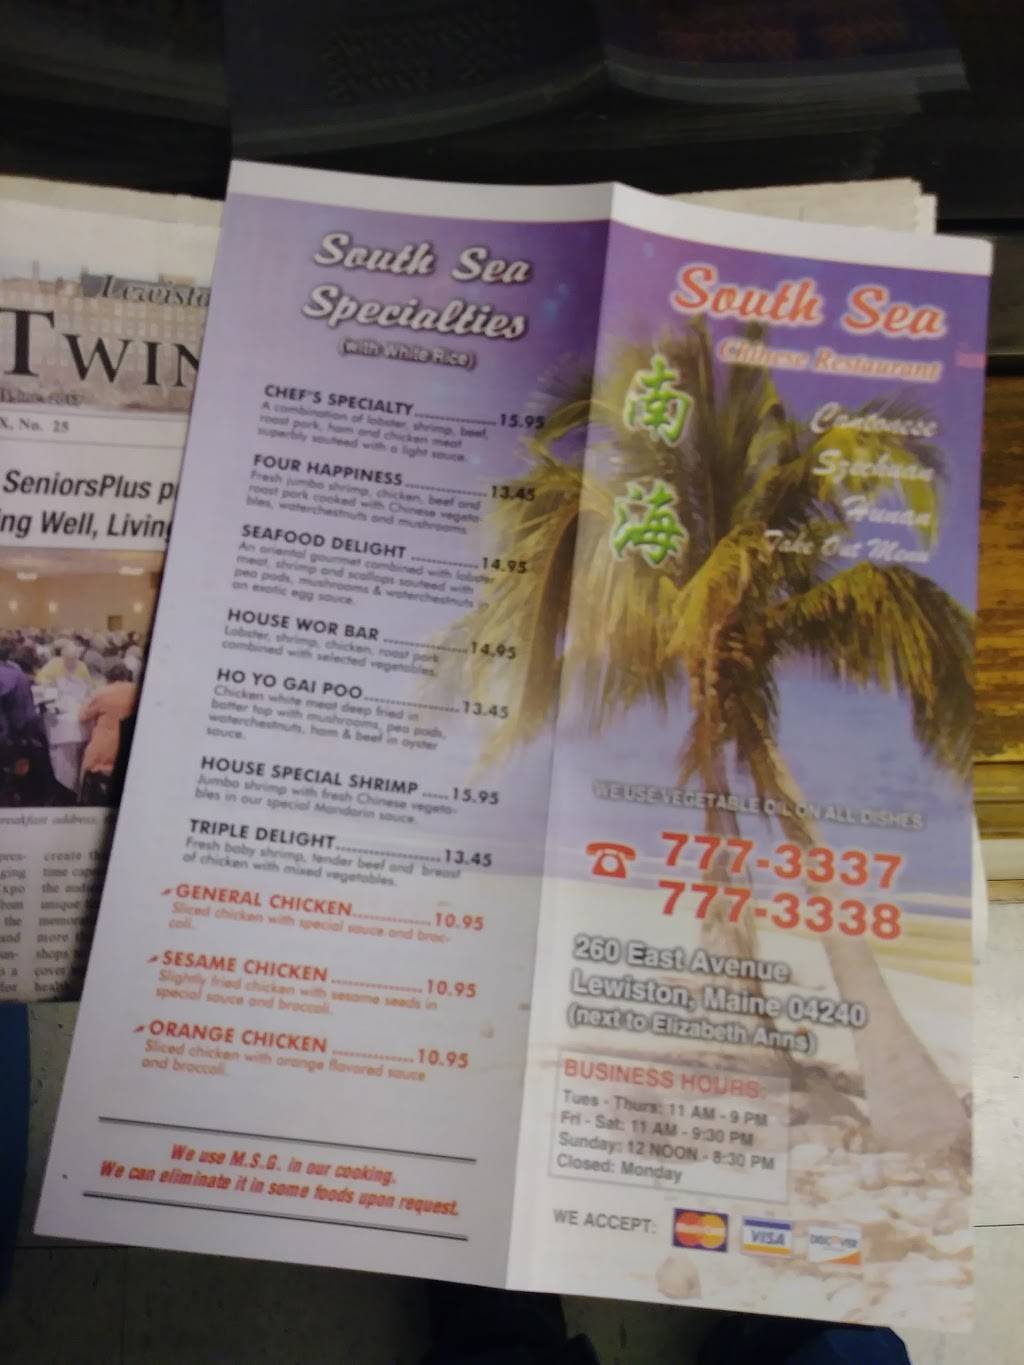 Lewisto
TWIN
X, No. 25
SeniorsPlus p
ng Well, Living
South Sea
Specialties
(with White Rice)
CHEF'S SPECIALTY 15.95
A combination of lobster, shrimp, beef,
roast pork, ham and chicken meat
superbly sauteed with a light sauce.
FOUR HAPPINESS 13.45
Fresh jumbo shrimp, chicken, beef and
roast pork cooked with Chinese vegeta-
bles, waterchestnuts and mushrooms.
SEAFOOD DELIGHT 14.95
An oriental gourmet combined with lobster
meat, shrimp and scallops sauteed with
pea pods, mushrooms & waterchestnuts in
an exotic egg sauce.
HOUSE WOR BAR 14.95
Lobster, shrimp, chicken, roast pork
combined with selected vegetables.
HO YO GAI POO 13.45
Chicken white meat deep fried in
batter top with mushrooms, pea pods,
waterchestnuts, ham & beef in oyster
sauce.
HOUSE SPECIAL SHRIMP 15.95
Jumbo shrimp with fresh Chinese vegeta-
bles in our special Mandarin sauce.
TRIPLE DELIGHT 13.45
Fresh baby shrimp, tender beef and breast
of chicken with mixed vegetables.
GENERAL CHICKEN 10.95
Sliced chicken with special sauce and broc-
coli.
SESAME CHICKEN 10.95
Slightly fried chicken with sesame seeds in
special sauce and broccoli.
ORANGE CHICKEN 10.95
Sliced chicken with orange flavored sauce
and broccoli.
We use M.S.G. in our cooking.
We can eliminate it in some foods upon request.
South Sea
Chinese Restaurant
南
海
Cantonese
Szechuan
Hunan
Take Out Menu
WE USE VEGETABLE OIL ON ALL DISHES
777-3337
777-3338
260 East Avenue
Lewiston, Maine 04240
(next to Elizabeth Anns)
BUSINESS HOURS:
Tues - Thurs: 11 AM - 9 PM
Fri - Sat: 11 AM - 9:30 PM
Sunday: 12 NOON - 8:30 PM
Closed: Monday
WE ACCEPT:
MasterCard
VISA
DISCOVER